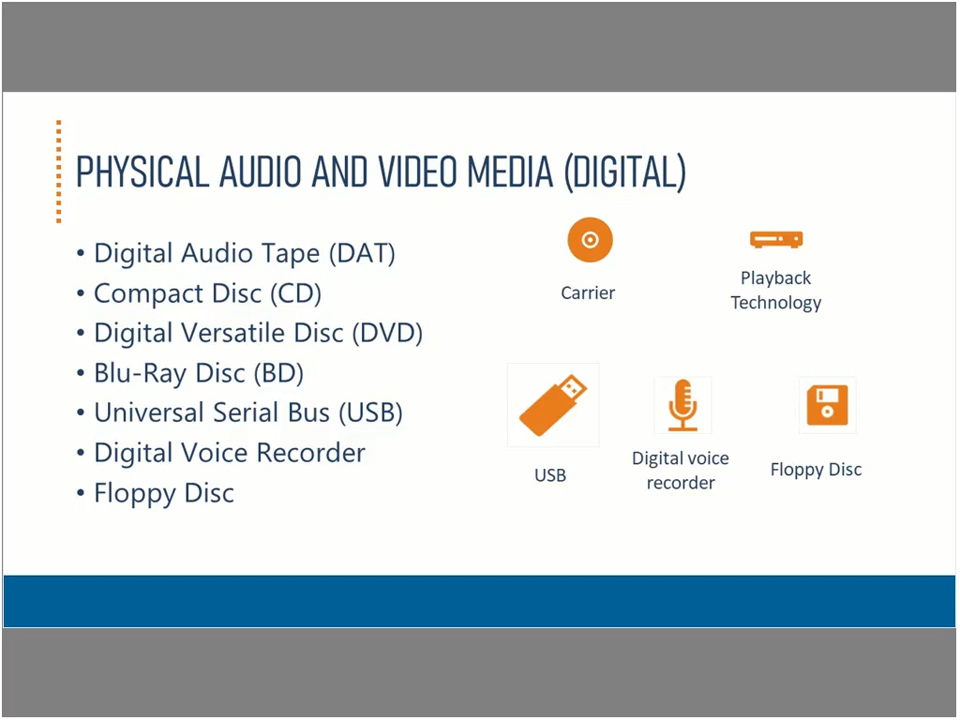 PHYSICAL AUDIO AND VIDEO MEDIA (DIGITAL)
• Digital Audio Tape (DAT)
• Compact Disc (CD)
• Digital Versatile Disc (DVD)
• Blu-Ray Disc (BD)
• Universal Serial Bus (USB)
• Digital Voice Recorder
• Floppy Disc
Carrier
Playback
Technology
USB
Digital voice
recorder
Floppy Disc